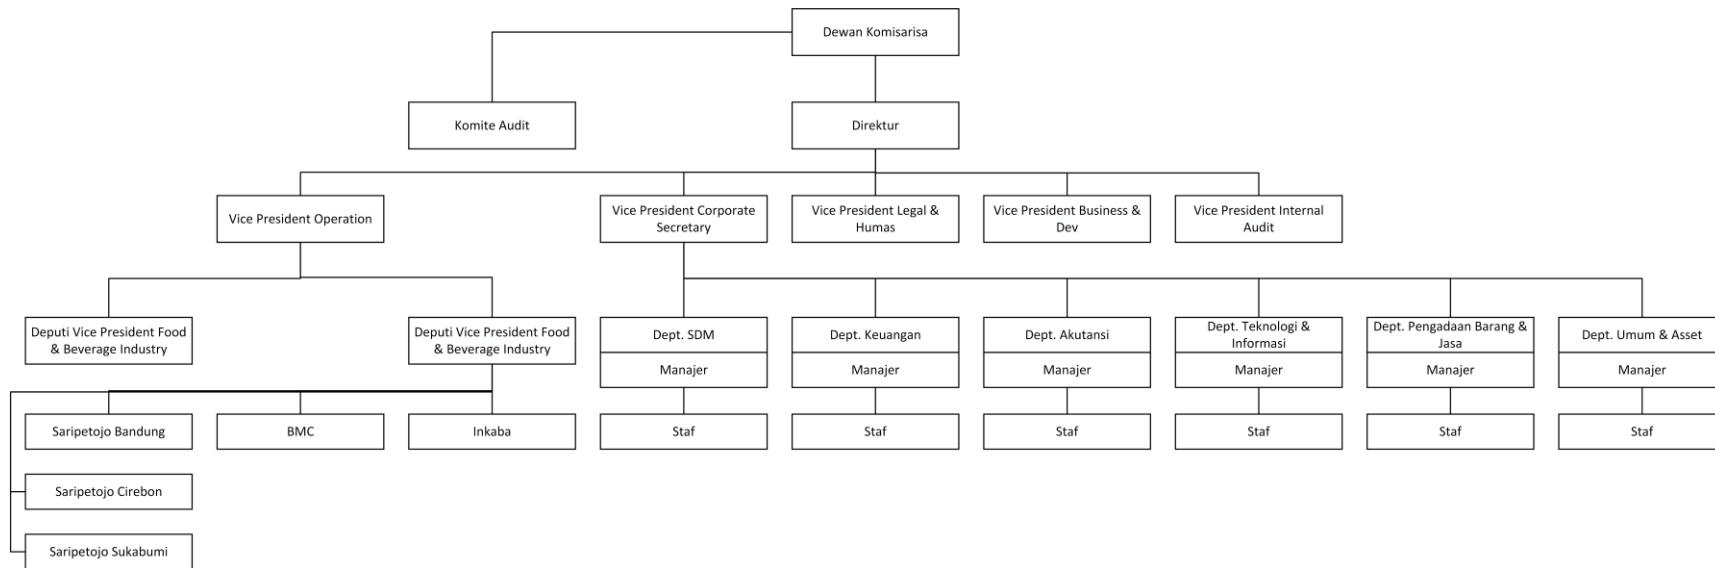 Dewan Komisarisa
Komite Audit
Direktur
Vice President Operation
Vice President Corporate
Secretary
Vice President Legal &
Humas
Vice President Business &
Dev
Vice President Internal
Audit
Deputi Vice President Food
& Beverage Industry
Deputi Vice President Food
& Beverage Industry
Dept. SDM
Manajer
Dept. Keuangan
Manajer
Dept. Akutansi
Manajer
Dept. Teknologi &
Informasi
Manajer
Dept. Pengadaan Barang &
Jasa
Manajer
Dept. Umum & Asset
Manajer
Saripetojo Bandung
BMC
Inkaba
Staf
Staf
Staf
Staf
Staf
Staf
Saripetojo Cirebon
Saripetojo Sukabumi